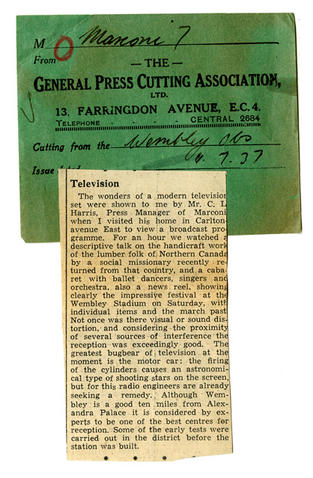 M Marconi 7
From
— THE —
GENERAL PRESS CUTTING ASSOCIATION,
LTD.
13, FARRINGDON AVENUE, E.C. 4.
TELEPHONE CENTRAL 2684
Cutting from the Wembley Obs
Issue 4.7.37
Television
The wonders of a modern television
set were shown to me by Mr. C. I.
Harris, Press Manager of Marconi
when I visited his home in Carlton
avenue East to view a broadcast pro-
gramme. For an hour we watched a
descriptive talk on the handicraft work
of the lumber folk of Northern Canada
by a social missionary recently re-
turned from that country, and a caba-
ret with ballet dancers, singers and
orchestra, also a news reel, showing
clearly the impressive festival at the
Wembley Stadium on Saturday, with
individual items and the march past
Not once was there visual or sound dis-
tortion, and considering the proximity
of several sources of interference the
reception was exceedingly good. The
greatest bugbear of television at the
moment is the motor car: the firing
of the cylinders causes an astronomi-
cal type of shooting stars on the screen,
but for this radio engineers are already
seeking a remedy. Although Wem-
bley is a good ten miles from Alex-
andra Palace it is considered by ex-
perts to be one of the best centres for
reception. Some of the early tests were
carried out in the district before the
station was built.